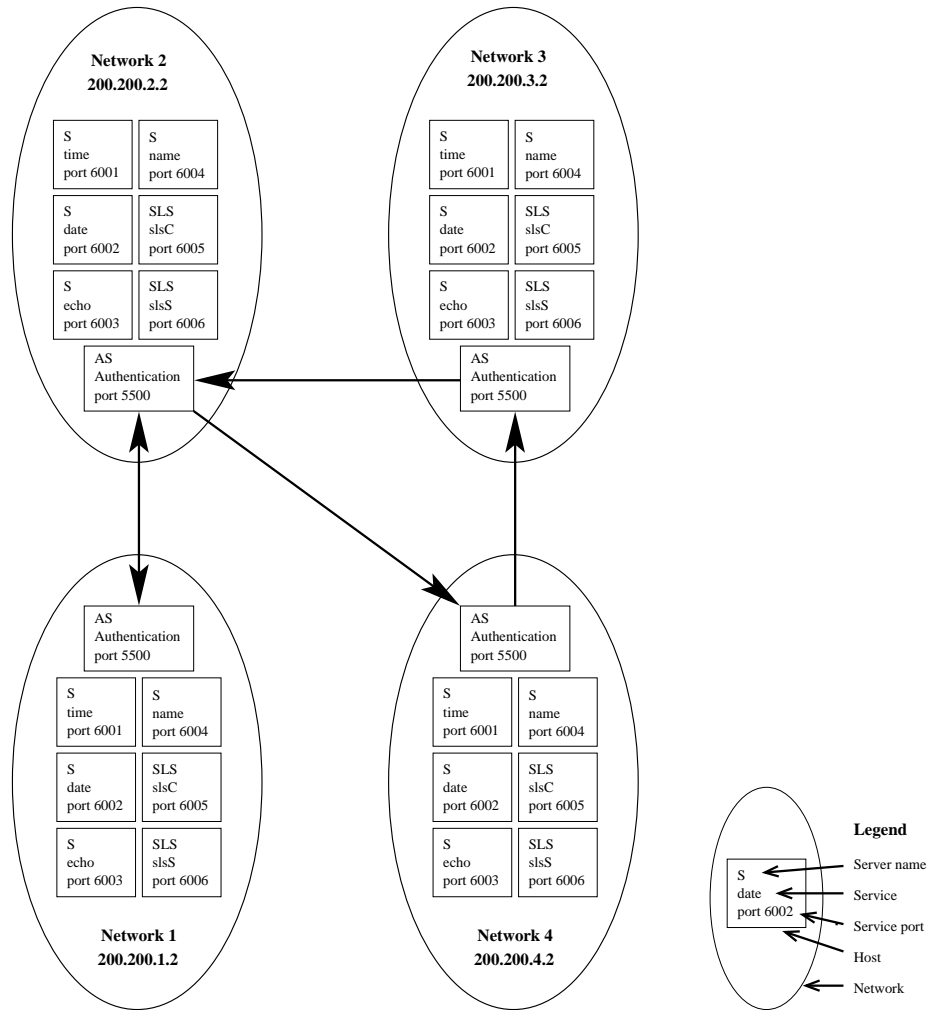 Network 2
200.200.2.2
S
time
port 6001
S
name
port 6004
S
date
port 6002
SLS
slsC
port 6005
S
echo
port 6003
SLS
slsS
port 6006
AS
Authentication
port 5500
Network 3
200.200.3.2
S
time
port 6001
S
name
port 6004
S
date
port 6002
SLS
slsC
port 6005
S
echo
port 6003
SLS
slsS
port 6006
AS
Authentication
port 5500
AS
Authentication
port 5500
S
time
port 6001
S
name
port 6004
S
date
port 6002
SLS
slsC
port 6005
S
echo
port 6003
SLS
slsS
port 6006
Network 1
200.200.1.2
AS
Authentication
port 5500
S
time
port 6001
S
name
port 6004
S
date
port 6002
SLS
slsC
port 6005
S
echo
port 6003
SLS
slsS
port 6006
Network 4
200.200.4.2
Legend
S
date
port 6002
Server name
Service
Service port
Host
Network